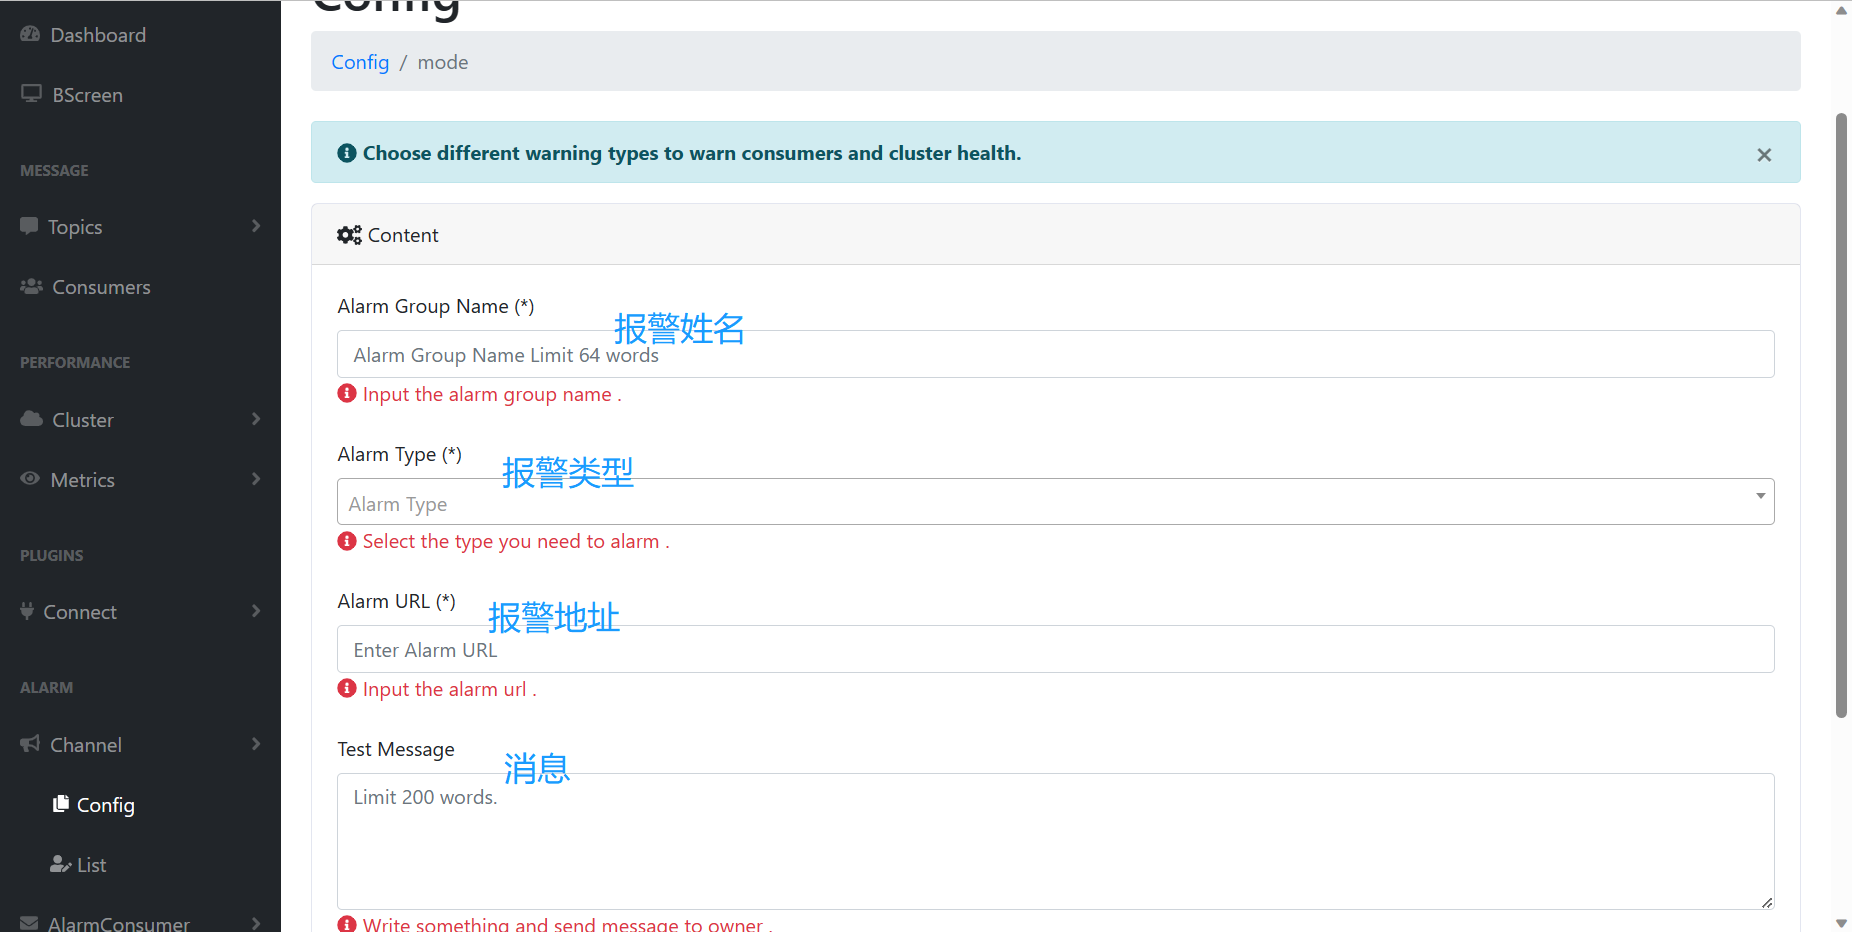 Dashboard
BScreen
MESSAGE
Topics
Consumers
PERFORMANCE
Cluster
Metrics
PLUGINS
Connect
ALARM
Channel
Config
List
AlarmConsumer
Config
Config / mode
Choose different warning types to warn consumers and cluster health.
Content
Alarm Group Name (*)
报警姓名
Alarm Group Name Limit 64 words
Input the alarm group name .
Alarm Type (*)
报警类型
Alarm Type
Select the type you need to alarm .
Alarm URL (*)
报警地址
Enter Alarm URL
Input the alarm url .
Test Message
消息
Limit 200 words.
Write something and send message to owner .